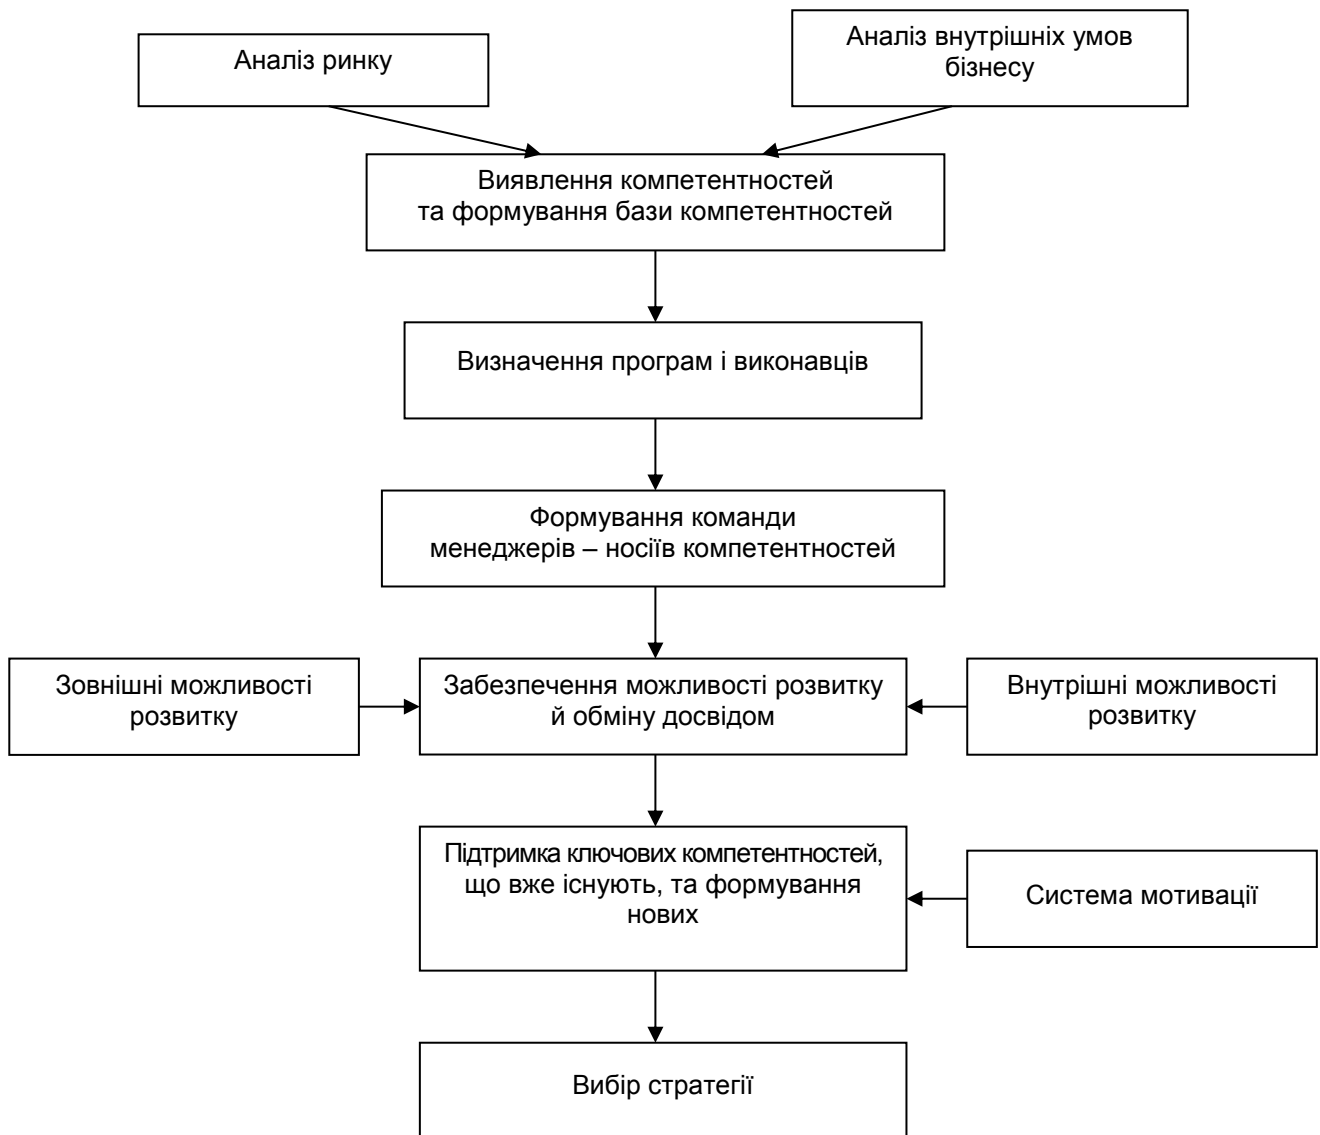 Аналіз ринку
Аналіз внутрішніх умов
бізнесу
Виявлення компетентностей
та формування бази компетентностей
Визначення програм і виконавців
Формування команди
менеджерів – носіїв компетентностей
Зовнішні можливості
розвитку
Забезпечення можливості розвитку
й обміну досвідом
Внутрішні можливості
розвитку
Підтримка ключових компетентностей,
що вже існують, та формування
нових
Система мотивації
Вибір стратегії